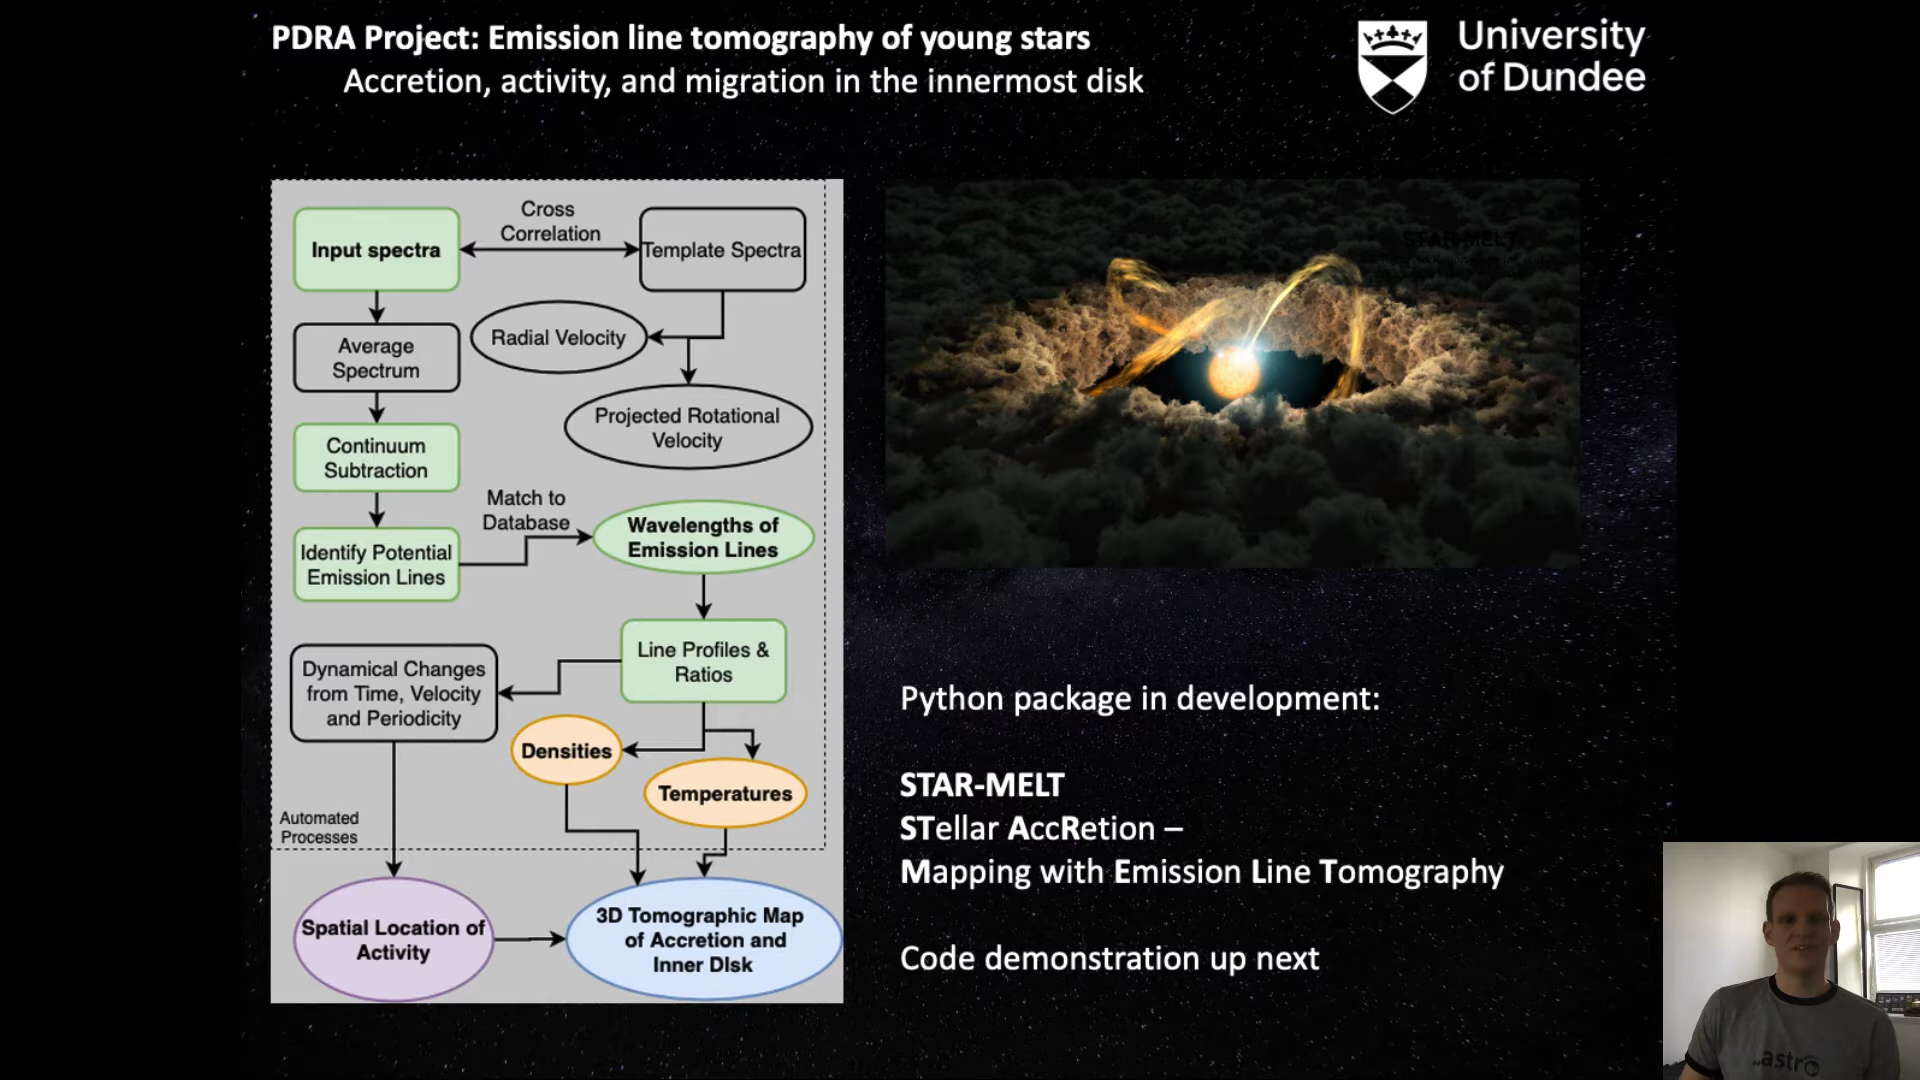 PDRA Project: Emission line tomography of young stars
Accretion, activity, and migration in the innermost disk
University
of Dundee
Input spectra
Cross
Correlation
Template Spectra
Average
Spectrum
Radial Velocity
Projected Rotational
Velocity
Continuum
Subtraction
Identify Potential
Emission Lines
Match to
Database
Wavelengths of
Emission Lines
Line Profiles &
Ratios
Dynamical Changes
from Time, Velocity
and Periodicity
Densities
Temperatures
Automated
Processes
Spatial Location of
Activity
3D Tomographic Map
of Accretion and
Inner DIsk
STAR-MELT
Python package in development:
STAR-MELT
STellar AccRetion –
Mapping with Emission Line Tomography
Code demonstration up next
..astro